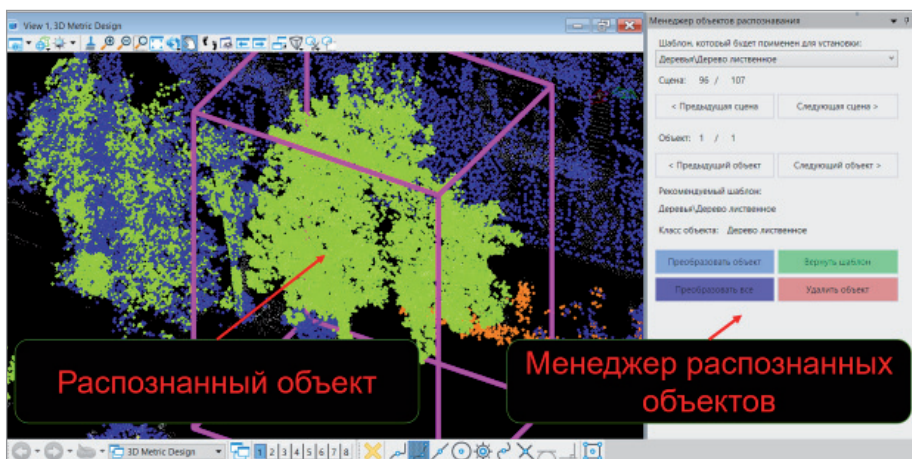 View 1, 3D Metric Design
Менеджер объектов распознавания
Шаблон, который будет применен для установки:
Деревья\Дерево лиственное
Сцена: 96 / 107
< Предыдущая сцена
Следующая сцена >
Объект: 1 / 1
< Предыдущий объект
Следующий объект >
Рекомендуемый шаблон:
Деревья\Дерево лиственное
Класс объекта: Дерево лиственное
Преобразовать объект
Вернуть шаблон
Преобразовать все
Удалить объект
Распознанный объект
Менеджер распознанных
объектов
3D Metric Design
1 2 3 4 5 6 7 8